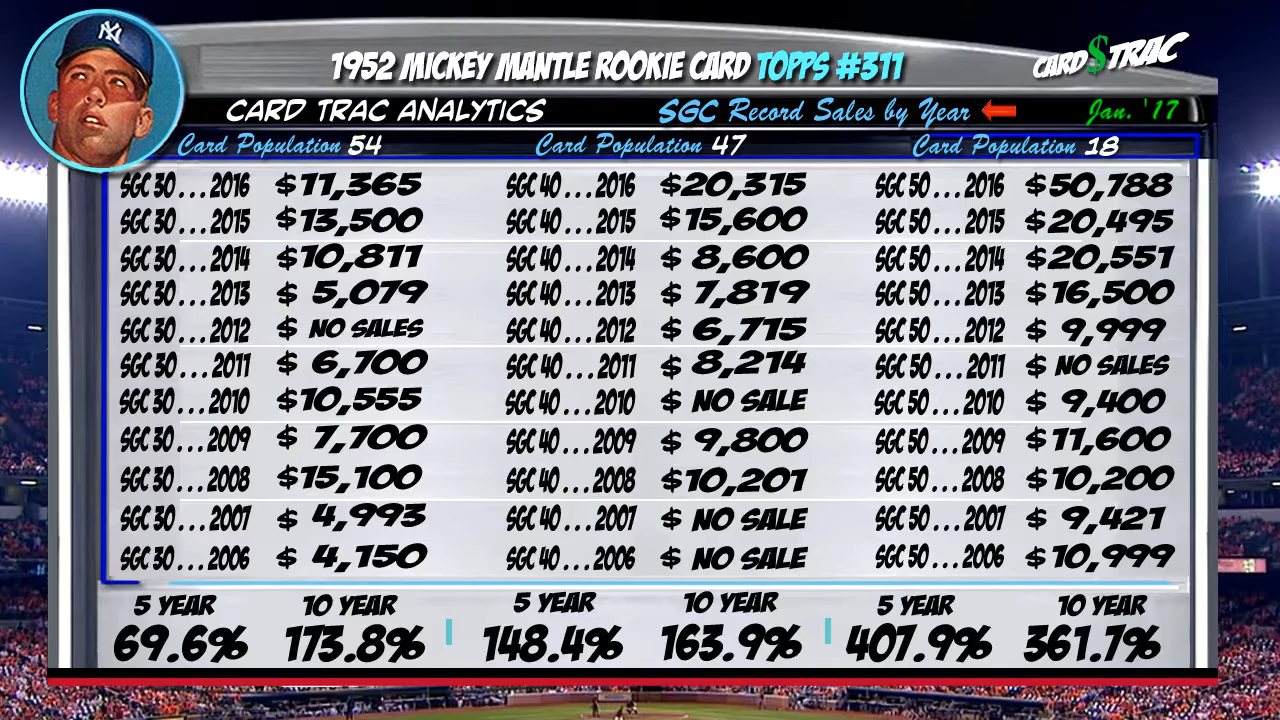 NY
1952 MICKEY MANTLE ROOKIE CARD TOPPS #311
CARD $ TRAC
CARD TRAC ANALYTICS SGC Record Sales by Year Jan. '17
Card Population 54 Card Population 47 Card Population 18
SGC 30...2016 $11,365 SGC 40...2016 $20,315 SGC 50...2016 $50,788
SGC 30...2015 $13,500 SGC 40...2015 $15,600 SGC 50...2015 $20,495
SGC 30...2014 $10,811 SGC 40...2014 $ 8,600 SGC 50...2014 $20,551
SGC 30...2013 $ 5,079 SGC 40...2013 $ 7,819 SGC 50...2013 $16,500
SGC 30...2012 $ NO SALES SGC 40...2012 $ 6,715 SGC 50...2012 $ 9,999
SGC 30...2011 $ 6,700 SGC 40...2011 $ 8,214 SGC 50...2011 $ NO SALES
SGC 30...2010 $10,555 SGC 40...2010 $ NO SALE SGC 50...2010 $ 9,400
SGC 30...2009 $ 7,700 SGC 40...2009 $ 9,800 SGC 50...2009 $11,600
SGC 30...2008 $15,100 SGC 40...2008 $10,201 SGC 50...2008 $10,200
SGC 30...2007 $ 4,993 SGC 40...2007 $ NO SALE SGC 50...2007 $ 9,421
SGC 30...2006 $ 4,150 SGC 40...2006 $ NO SALE SGC 50...2006 $10,999
5 YEAR 10 YEAR 5 YEAR 10 YEAR 5 YEAR 10 YEAR
69.6% 173.8% 148.4% 163.9% 407.9% 361.7%